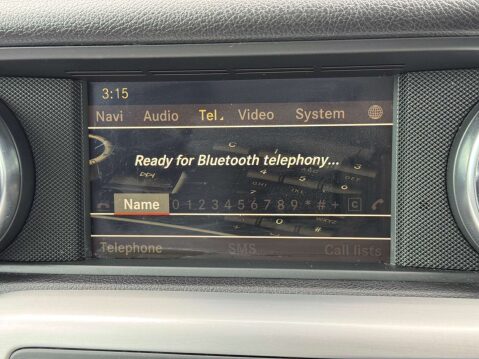 3:15
Navi Audio Tel Video System
Ready for Bluetooth telephony...
Name 0 1 2 3 4 5 6 7 8 9 * # + C
Telephone SMS Call lists